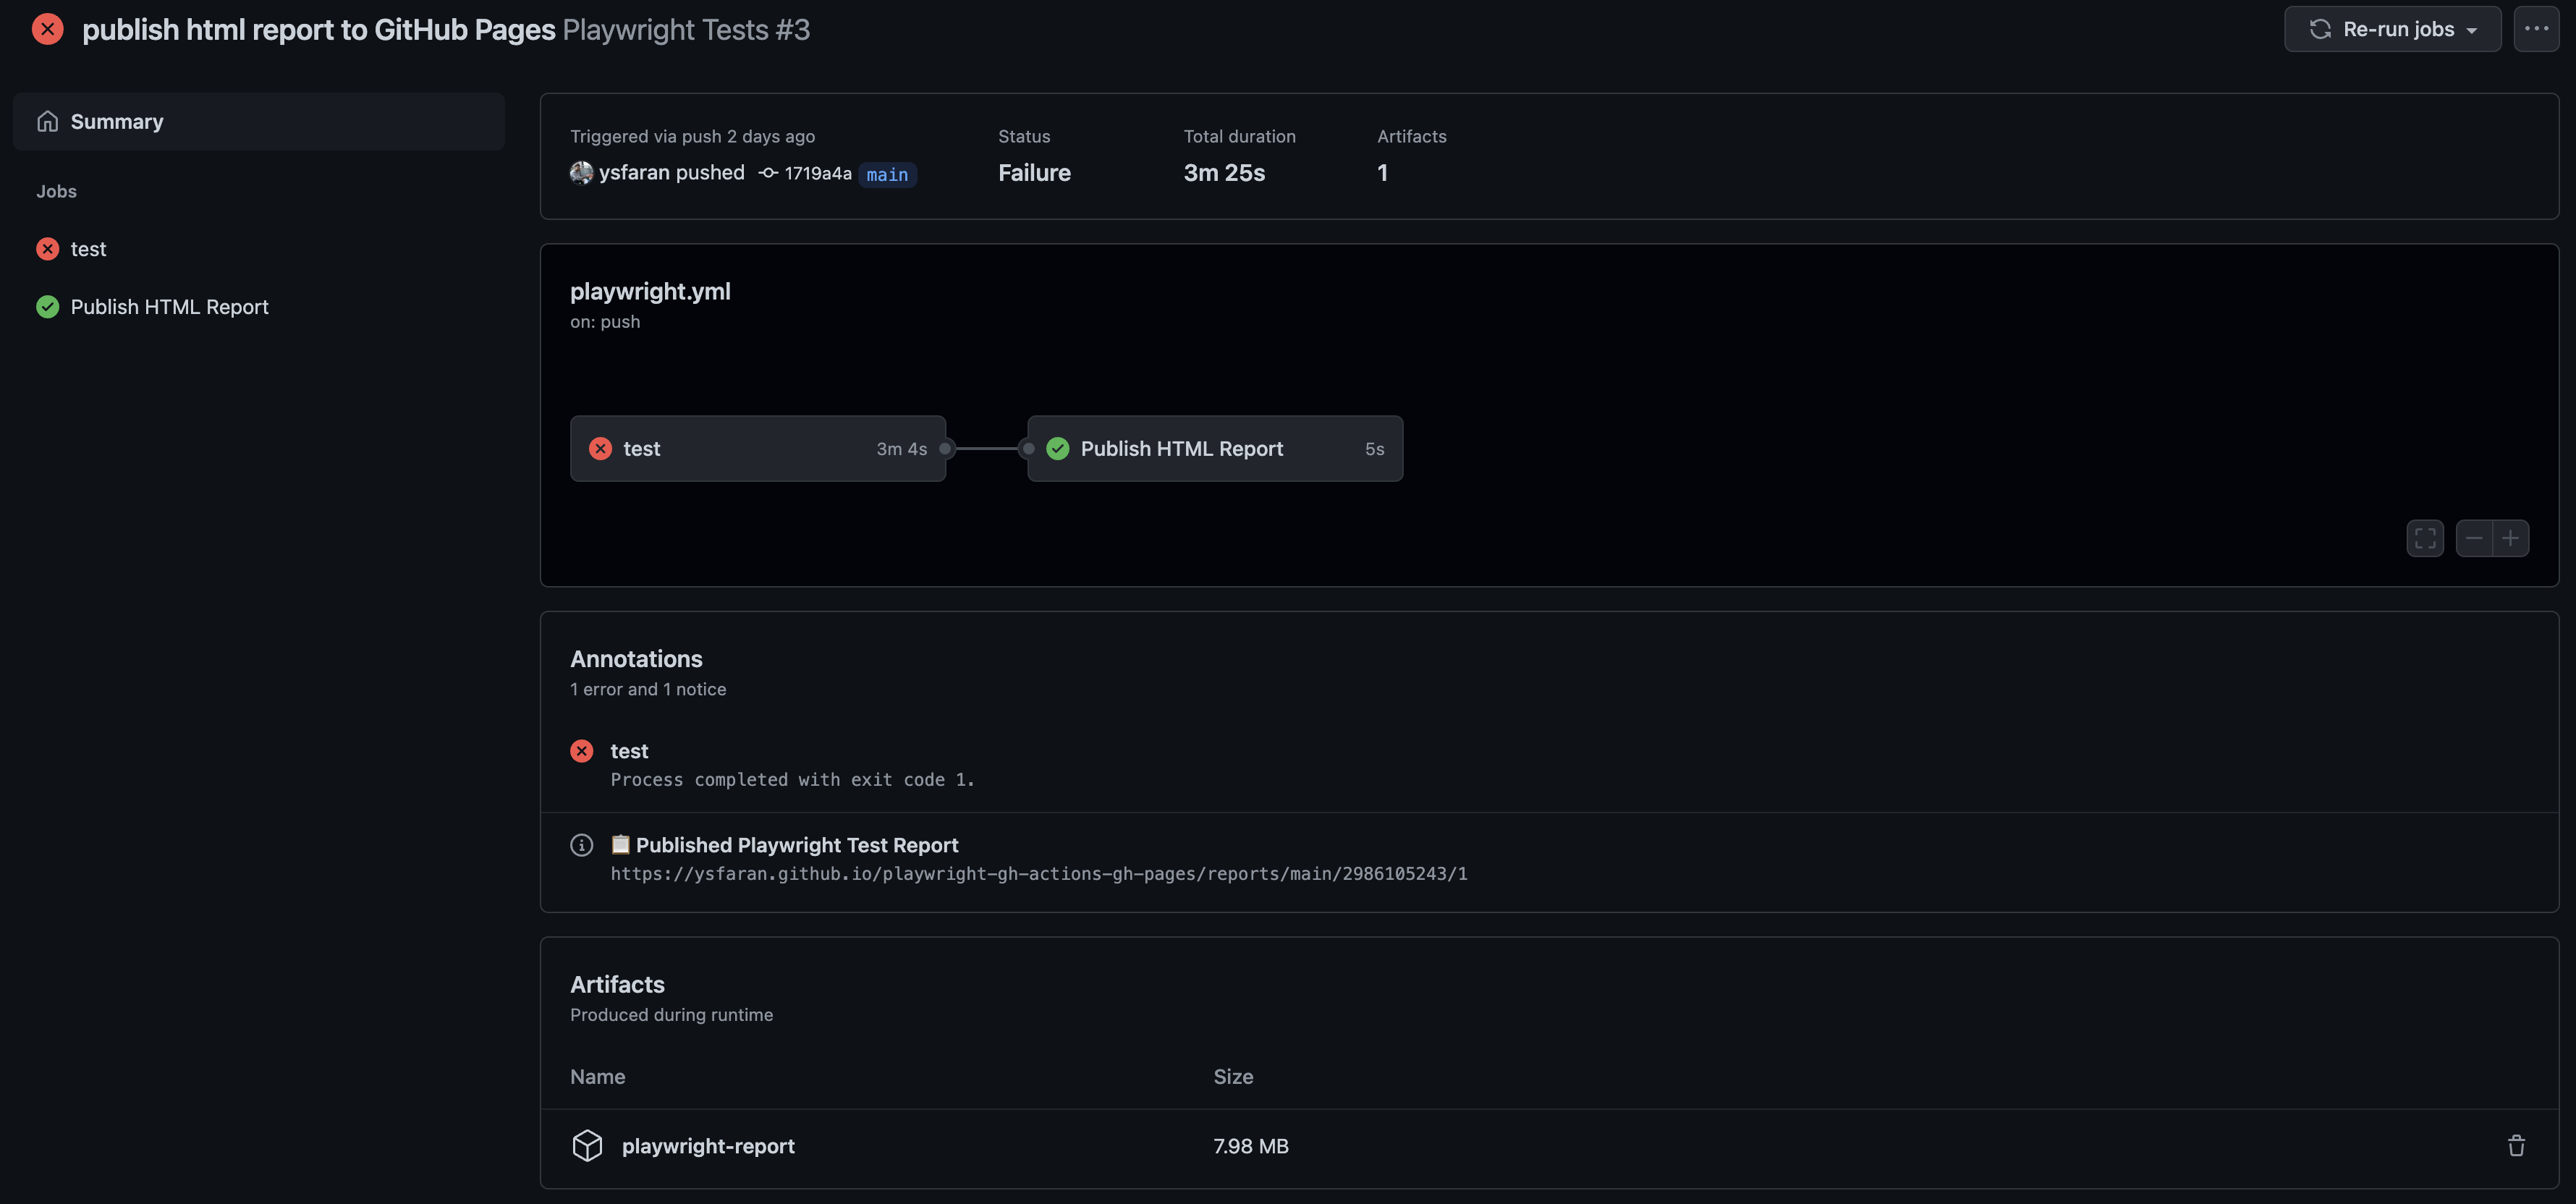 publish html report to GitHub Pages Playwright Tests #3
Re-run jobs
Summary
Jobs
test
Publish HTML Report
Triggered via push 2 days ago
ysfaran pushed 1719a4a main
Status
Failure
Total duration
3m 25s
Artifacts
1
playwright.yml
on: push
test 3m 4s
Publish HTML Report 5s
Annotations
1 error and 1 notice
test
Process completed with exit code 1.
📋 Published Playwright Test Report
https://ysfaran.github.io/playwright-gh-actions-gh-pages/reports/main/2986105243/1
Artifacts
Produced during runtime
Name Size
playwright-report 7.98 MB